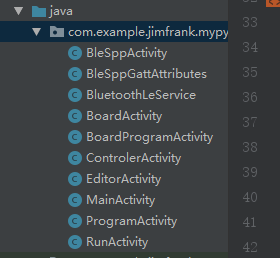 java
com.example.jimfrank.mypy
BleSppActivity
BleSppGattAttributes
BluetoothLeService
BoardActivity
BoardProgramActivity
ControlerActivity
EditorActivity
MainActivity
ProgramActivity
RunActivity
33
34
35
36
37
38
39
40
41
42